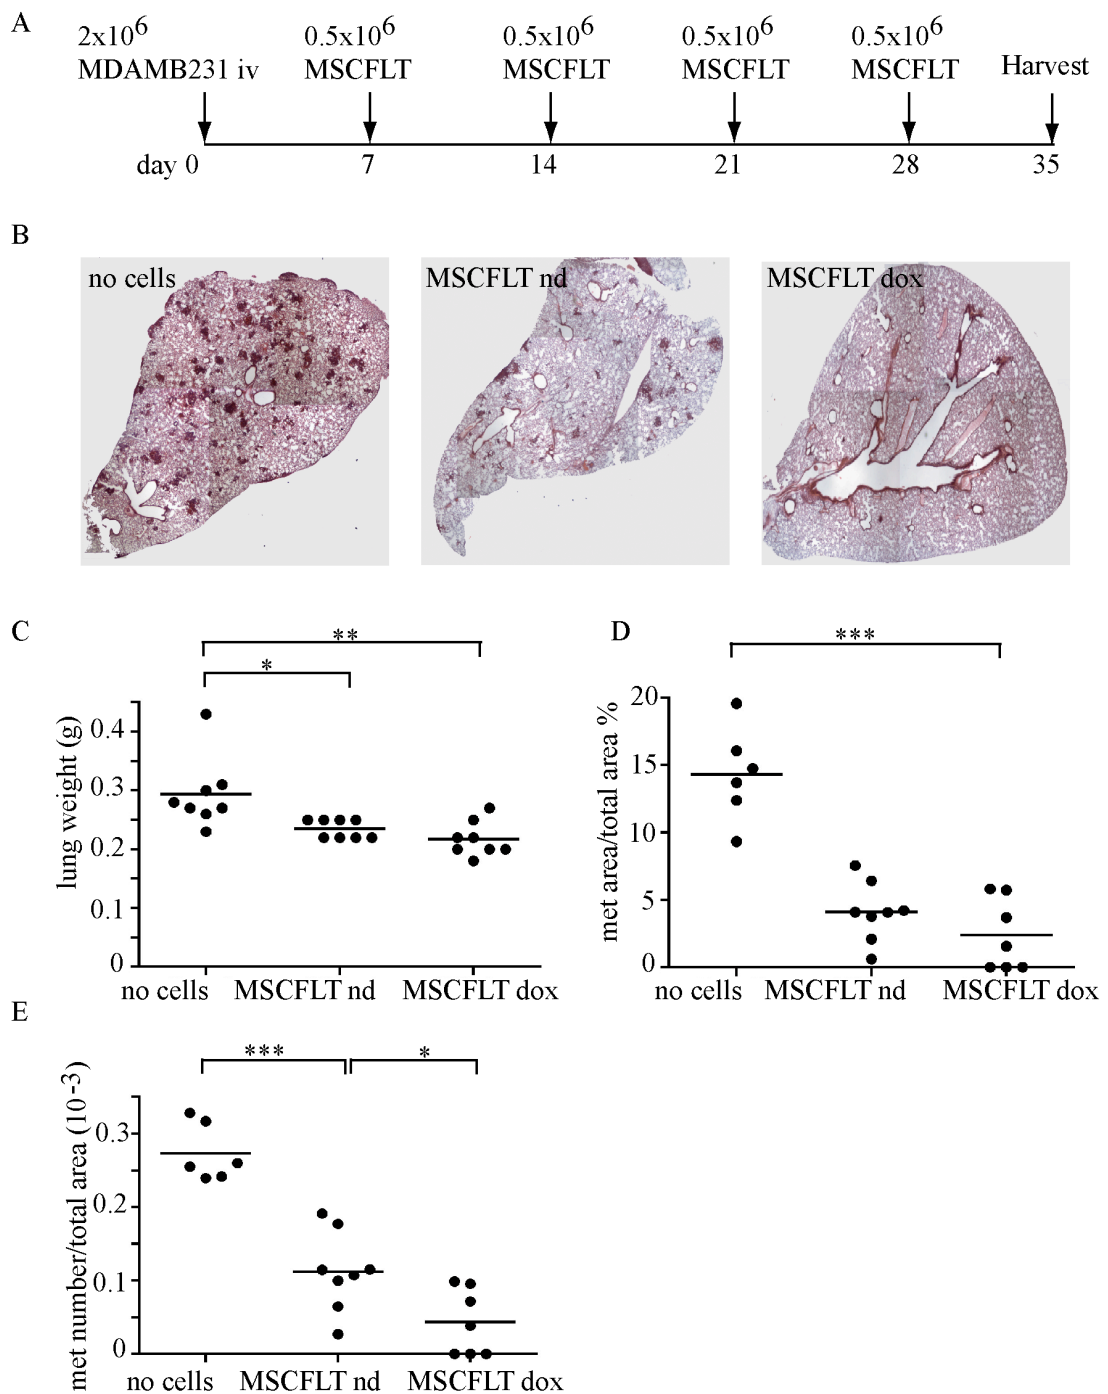 A
2x10^6 0.5x10^6 0.5x10^6 0.5x10^6 0.5x10^6
MDAMB231 iv MSCFLT MSCFLT MSCFLT MSCFLT Harvest
day 0 7 14 21 28 35
B
no cells MSCFLT nd MSCFLT dox
C
**
*
lung weight (g)
0.4
0.3
0.2
0.1
0
no cells MSCFLT nd MSCFLT dox
D
***
met area/total area %
20
15
10
5
0
no cells MSCFLT nd MSCFLT dox
E
*** *
met number/total area (10^-3)
0.3
0.2
0.1
0
no cells MSCFLT nd MSCFLT dox